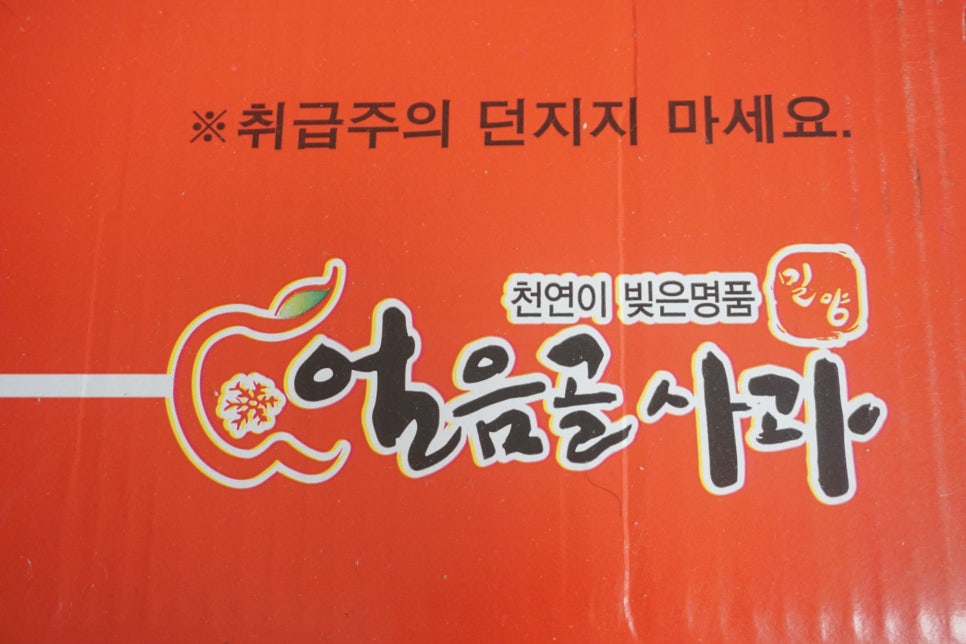 ※취급주의 던지지 마세요.
천연이 빚은명품
밀양
얼음골사과